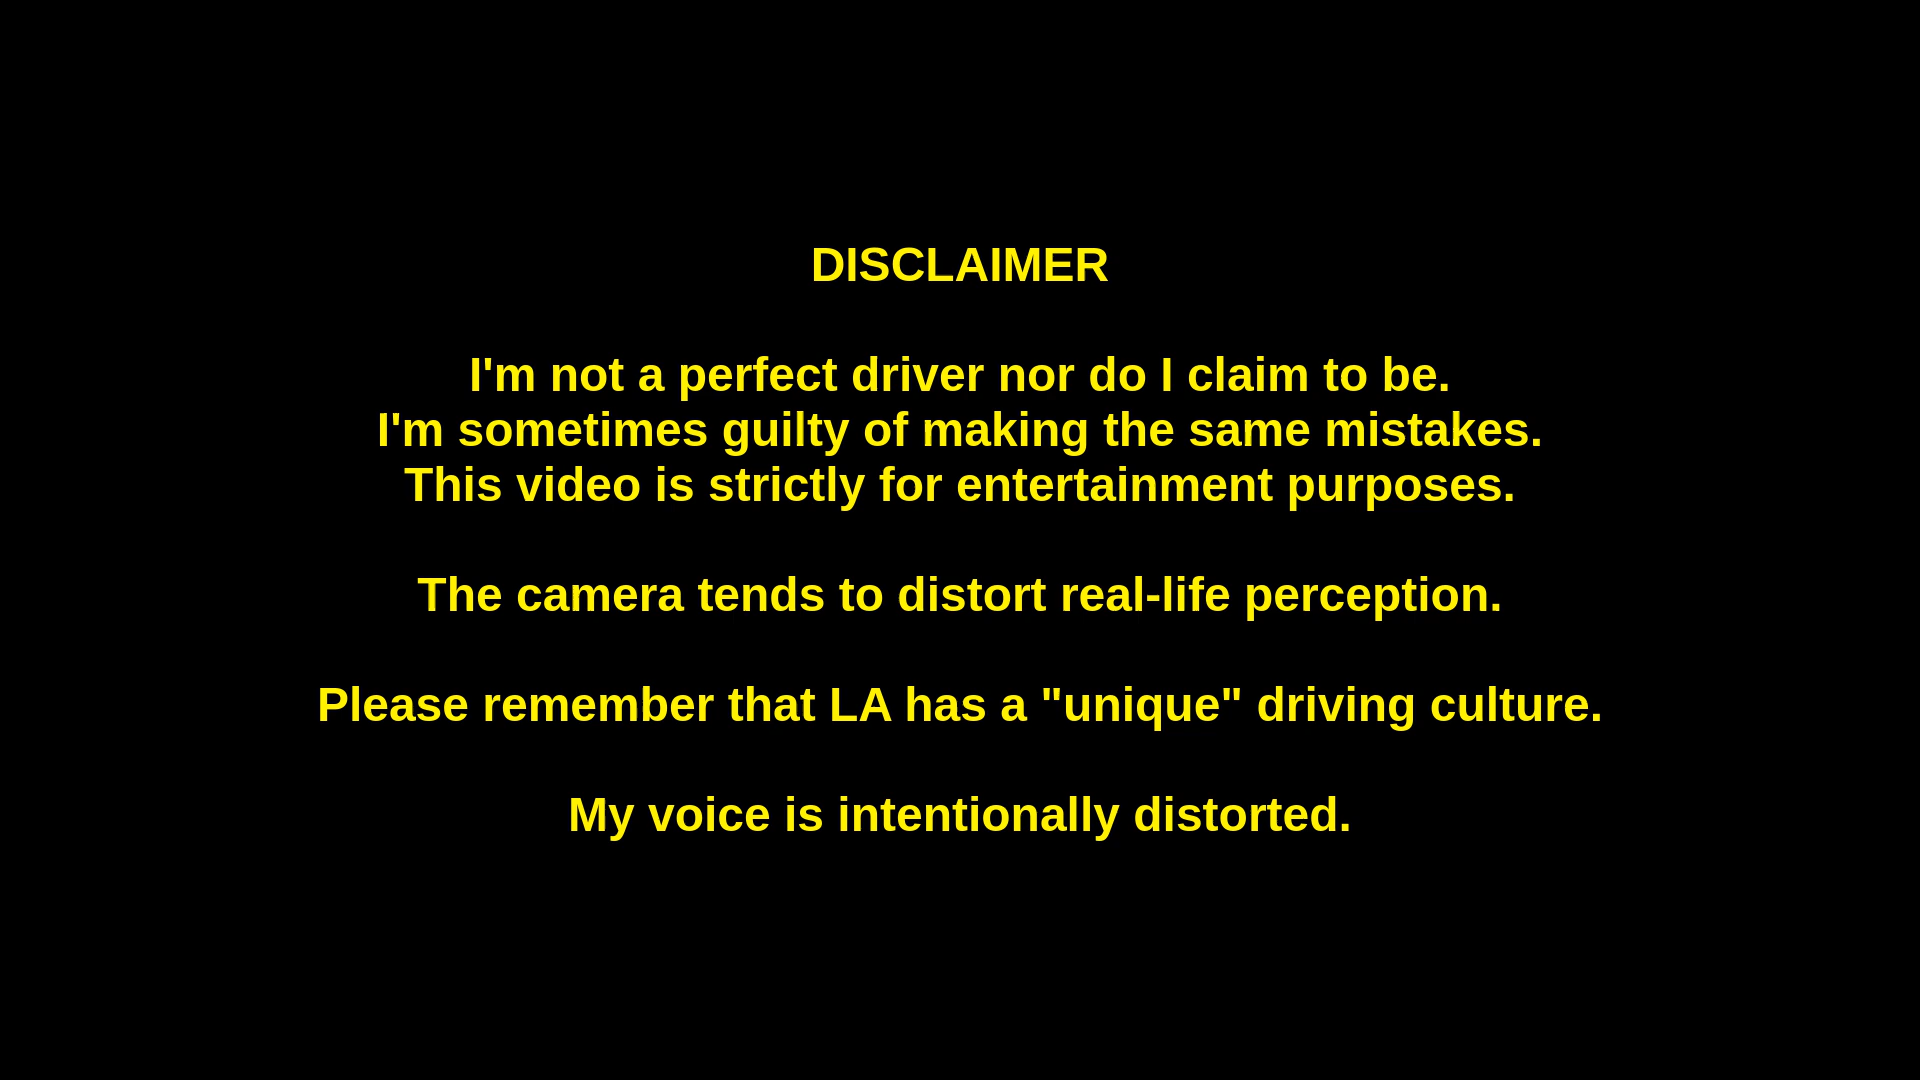 DISCLAIMER
I'm not a perfect driver nor do I claim to be.
I'm sometimes guilty of making the same mistakes.
This video is strictly for entertainment purposes.
The camera tends to distort real-life perception.
Please remember that LA has a "unique" driving culture.
My voice is intentionally distorted.